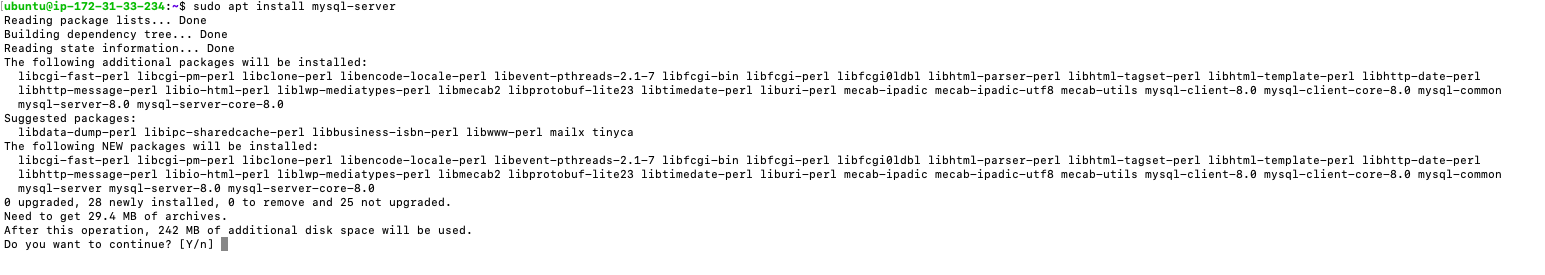 ubuntu@ip-172-31-33-234:~$ sudo apt install mysql-server
Reading package lists... Done
Building dependency tree... Done
Reading state information... Done
The following additional packages will be installed:
libcgi-fast-perl libcgi-pm-perl libclone-perl libencode-locale-perl libevent-pthreads-2.1-7 libfcgi-bin libfcgi-perl libfcgi0ldbl libhtml-parser-perl libhtml-tagset-perl libhtml-template-perl libhttp-date-perl
libhttp-message-perl libio-html-perl liblwp-mediatypes-perl libmecab2 libprotobuf-lite23 libtimedate-perl liburi-perl mecab-ipadic mecab-ipadic-utf8 mecab-utils mysql-client-8.0 mysql-client-core-8.0 mysql-common
mysql-server-8.0 mysql-server-core-8.0
Suggested packages:
libdata-dump-perl libipc-sharedcache-perl libbusiness-isbn-perl libwww-perl mailx tinyca
The following NEW packages will be installed:
libcgi-fast-perl libcgi-pm-perl libclone-perl libencode-locale-perl libevent-pthreads-2.1-7 libfcgi-bin libfcgi-perl libfcgi0ldbl libhtml-parser-perl libhtml-tagset-perl libhtml-template-perl libhttp-date-perl
libhttp-message-perl libio-html-perl liblwp-mediatypes-perl libmecab2 libprotobuf-lite23 libtimedate-perl liburi-perl mecab-ipadic mecab-ipadic-utf8 mecab-utils mysql-client-8.0 mysql-client-core-8.0 mysql-common
mysql-server mysql-server-8.0 mysql-server-core-8.0
0 upgraded, 28 newly installed, 0 to remove and 25 not upgraded.
Need to get 29.4 MB of archives.
After this operation, 242 MB of additional disk space will be used.
Do you want to continue? [Y/n]